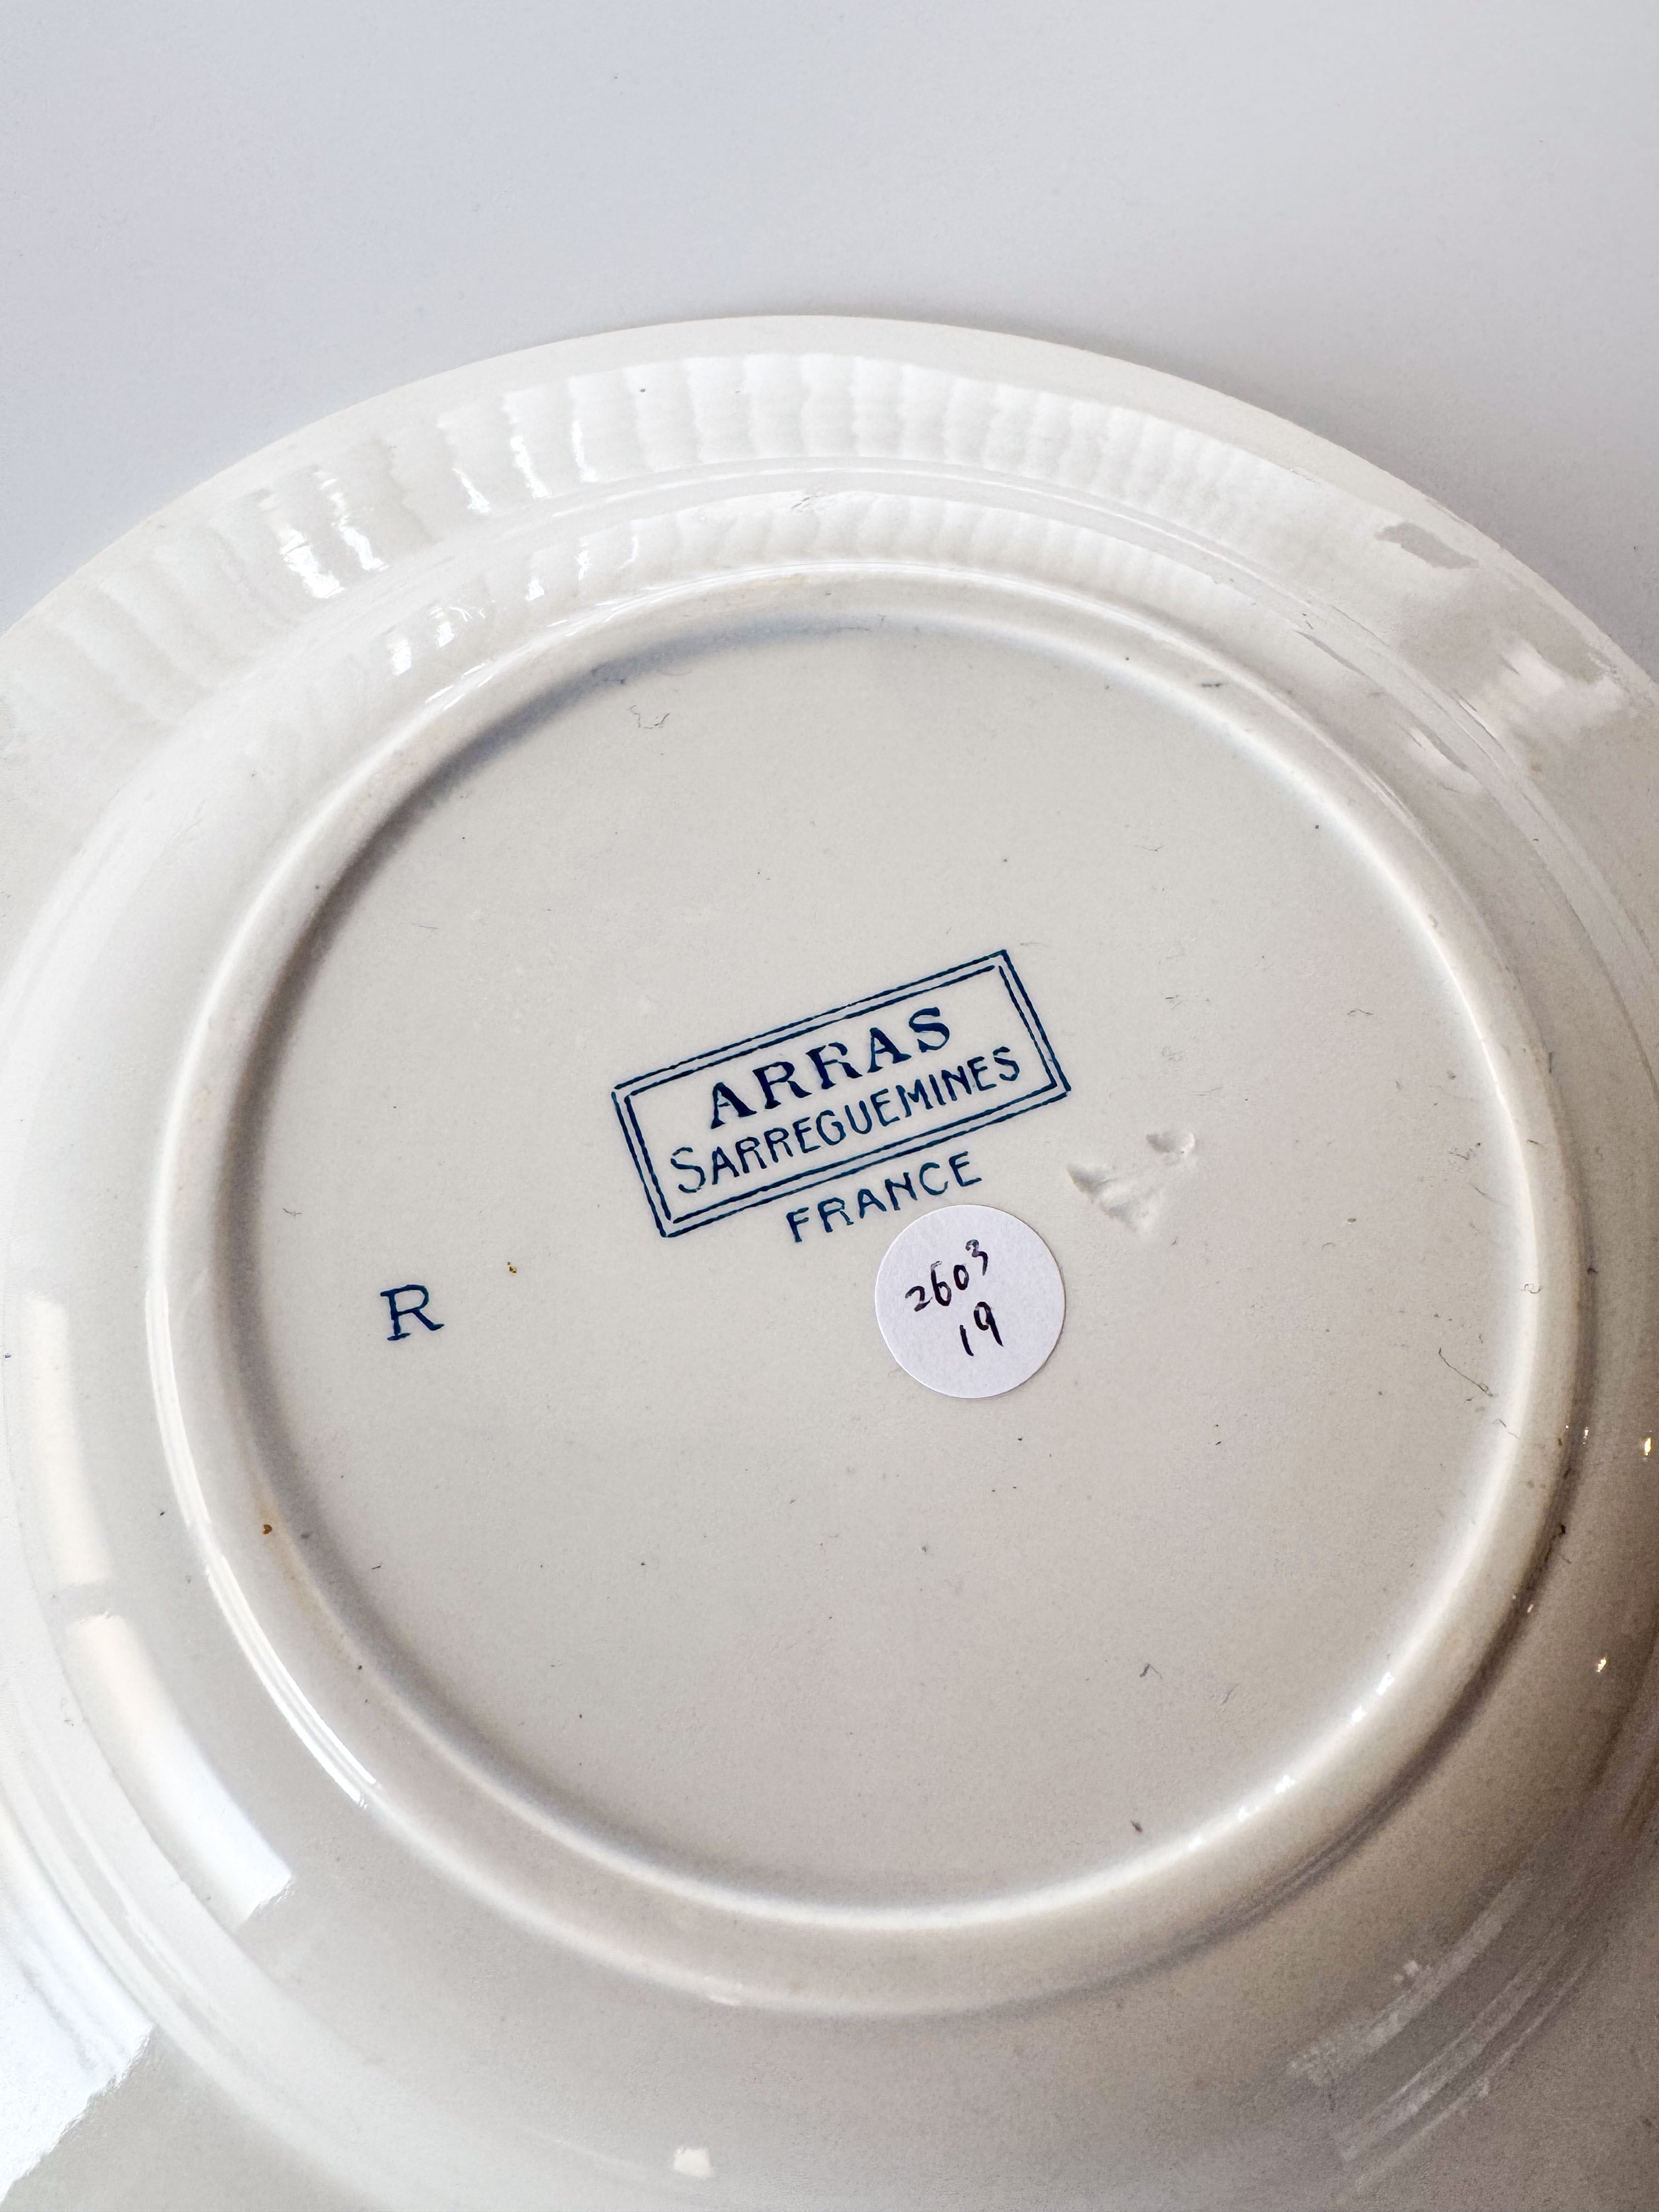 ARRAS
SARREGUEMINES
FRANCE
R
2603
19